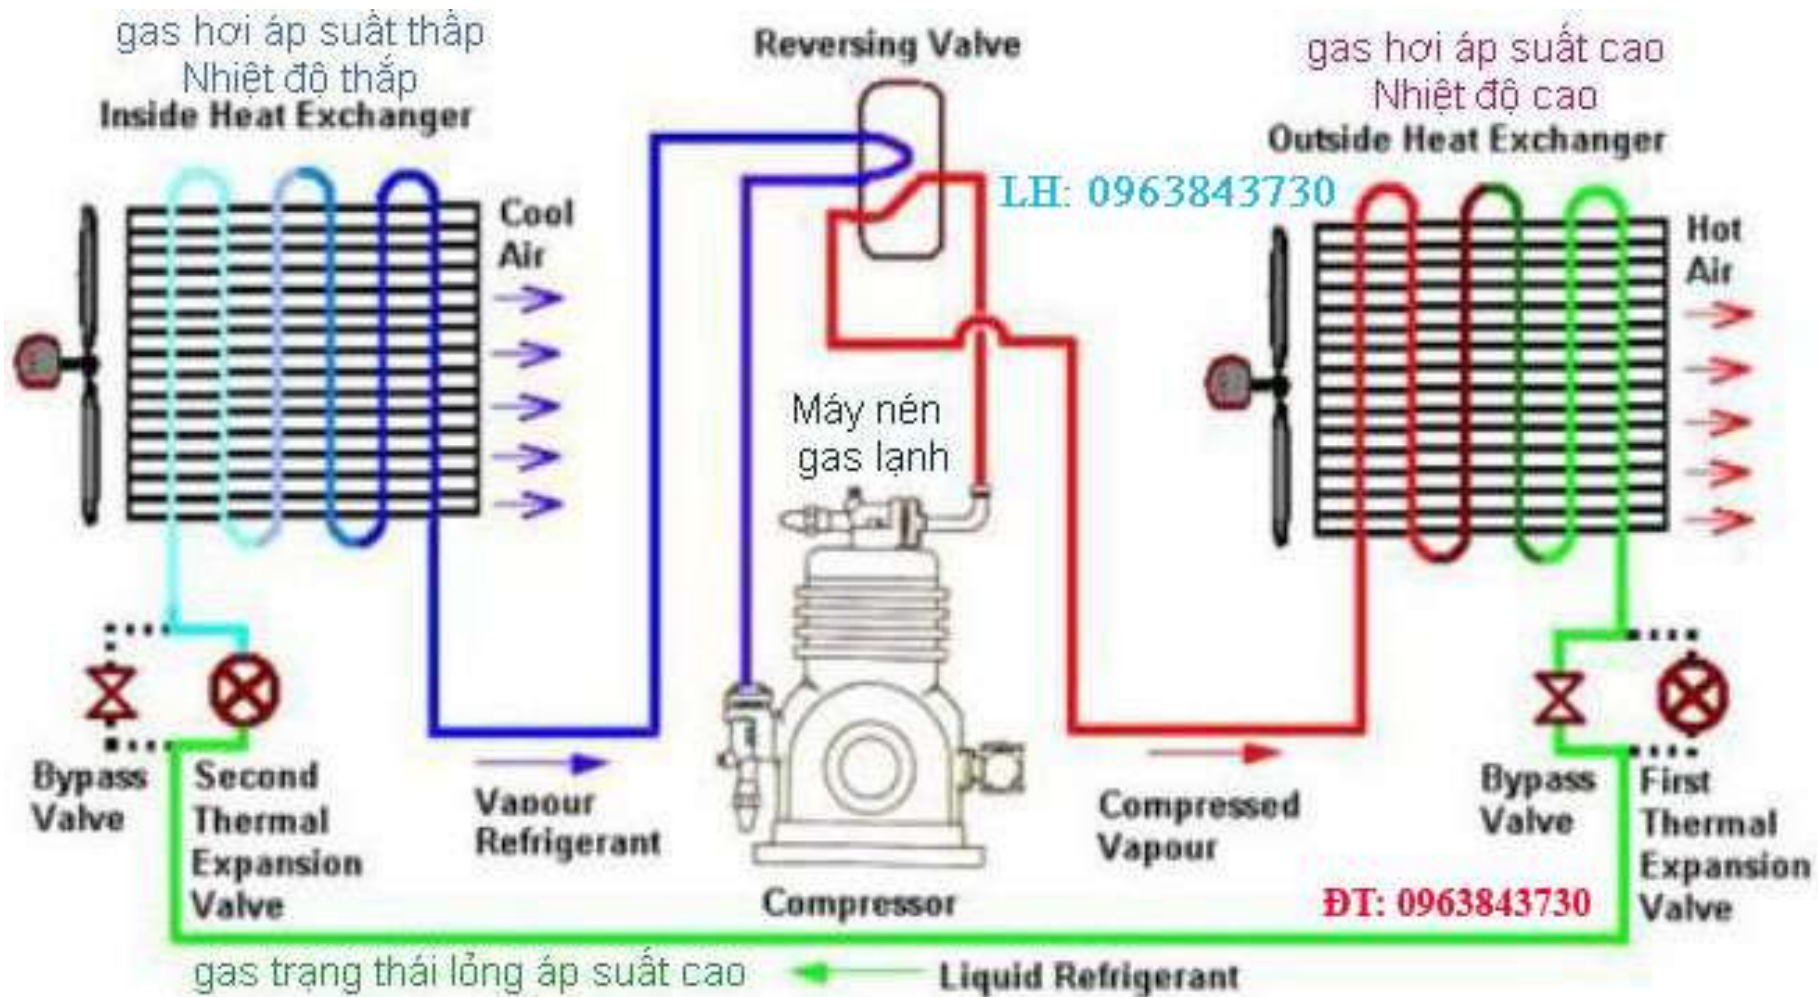 gas hơi áp suất thấp
Nhiệt độ thắp
Inside Heat Exchanger
Reversing Valve
gas hơi áp suất cao
Nhiệt độ cao
Outside Heat Exchanger
LH: 0963843730
Cool
Air
Hot
Air
Máy nén
gas lạnh
Bypass
Valve
Second
Thermal
Expansion
Valve
Vapour
Refrigerant
Compressor
Compressed
Vapour
Bypass
Valve
First
Thermal
Expansion
Valve
ĐT: 0963843730
gas trạng thái lỏng áp suất cao
Liquid Refrigerant